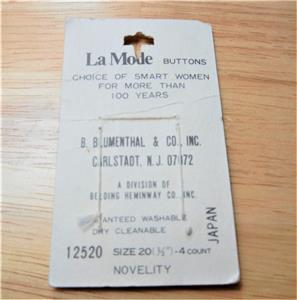 La Mode BUTTONS
CHOICE OF SMART WOMEN
FOR MORE THAN
100 YEARS
B. BLUMENTHAL & CO., INC.
CARLSTADT, N. J. 07072
A DIVISION OF
BELDING HEMINWAY CO., INC.
ANTEED WASHABLE
DRY CLEANABLE
12520 SIZE 20 (½") - 4 COUNT
NOVELITY
JAPAN